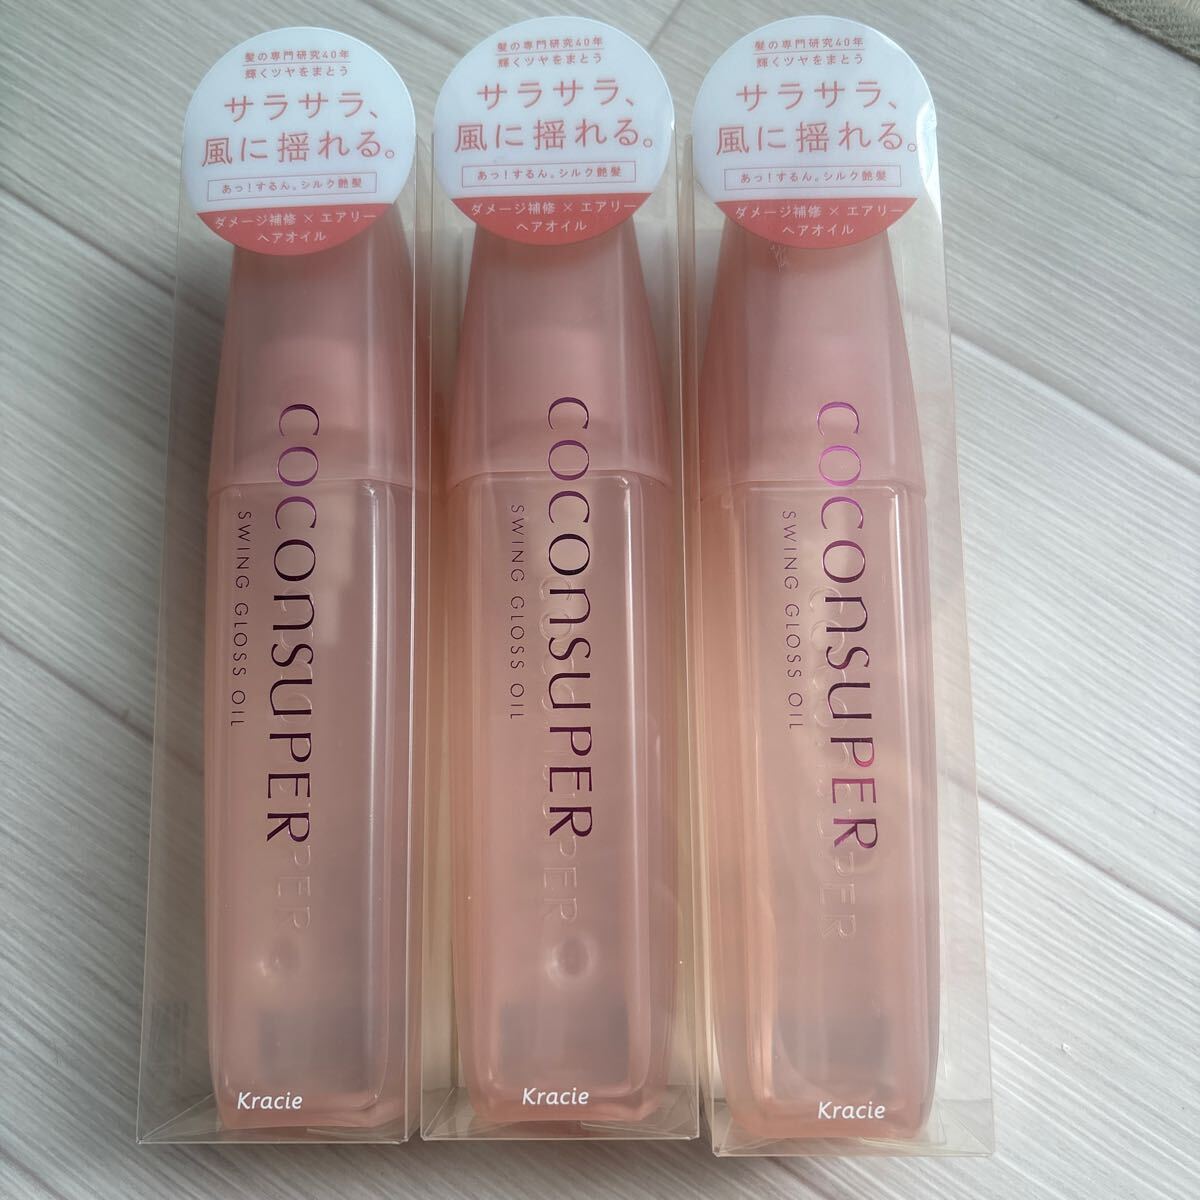 髪の専門研究40年
輝くツヤをまとう
サラサラ、
風に揺れる。
あっ!するん。シルク艶髪
ダメージ補修 × エアリー
ヘアオイル
COCONSUPER
SWING GLOSS OIL
Kracie
髪の専門研究40年
輝くツヤをまとう
サラサラ、
風に揺れる。
あっ!するん。シルク艶髪
ダメージ補修 × エアリー
ヘアオイル
COCONSUPER
SWING GLOSS OIL
Kracie
髪の専門研究40年
輝くツヤをまとう
サラサラ、
風に揺れる。
あっ!するん。シルク艶髪
ダメージ補修 × エアリー
ヘアオイル
COCONSUPER
SWING GLOSS OIL
Kracie